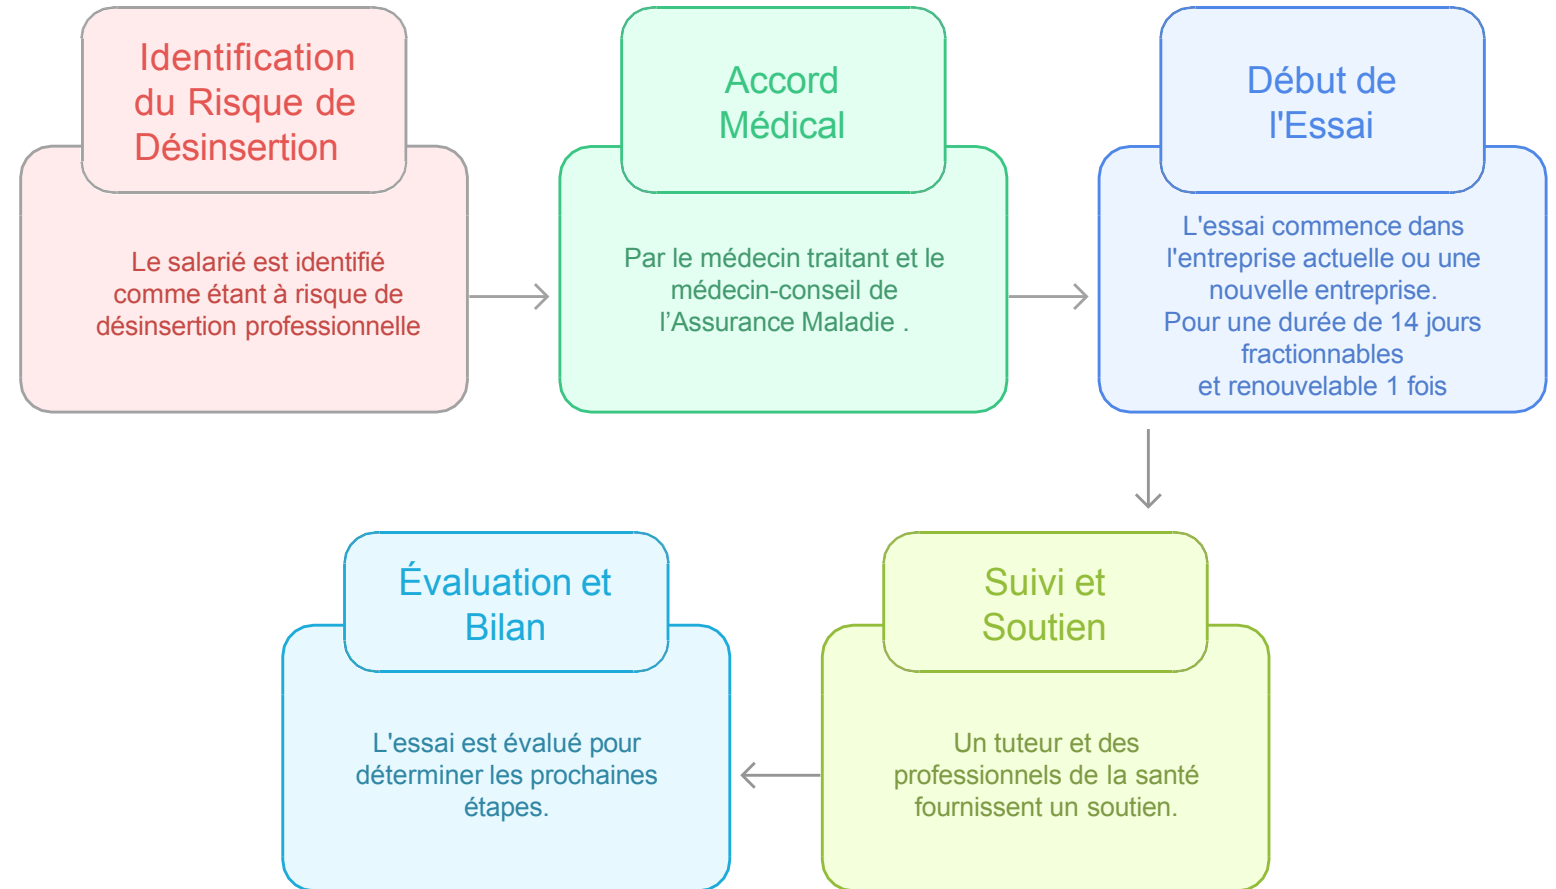 Identification
du Risque de
Désinsertion
Le salarié est identifié
comme étant à risque de
désinsertion professionnelle
Accord
Médical
Par le médecin traitant et le
médecin-conseil de
l’Assurance Maladie .
Début de
l'Essai
L'essai commence dans
l'entreprise actuelle ou une
nouvelle entreprise.
Pour une durée de 14 jours
fractionnables
et renouvelable 1 fois
Suivi et
Soutien
Un tuteur et des
professionnels de la santé
fournissent un soutien.
Évaluation et
Bilan
L'essai est évalué pour
déterminer les prochaines
étapes.